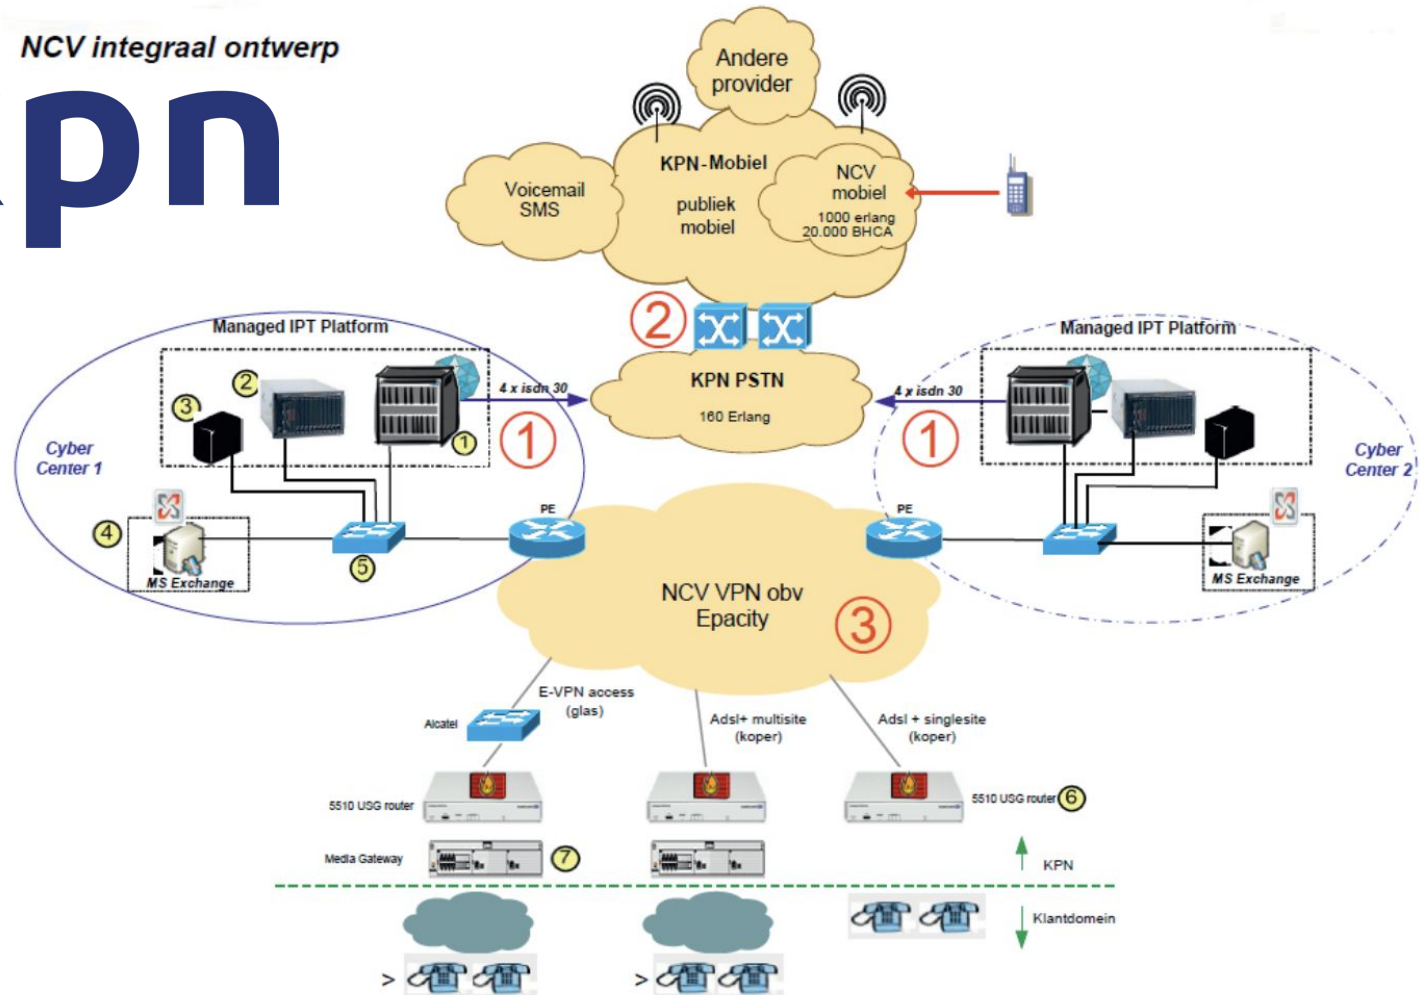 NCV integraal ontwerp
kpn
Andere
provider
KPN-Mobiel
publiek
mobiel
Voicemail
SMS
NCV
mobiel
1000 erlang
20.000 BHCA
2
Managed IPT Platform
4 x isdn 30
1
2
3
1
Cyber
Center 1
4
MS Exchange
5
PE
KPN PSTN
160 Erlang
Managed IPT Platform
4 x isdn 30
1
Cyber
Center 2
PE
MS Exchange
NCV VPN obv
Epacity
3
E-VPN access
(glas)
Alcatel
Adsl+ multisite
(koper)
Adsl + singlesite
(koper)
5510 USG router
5510 USG router
6
Media Gateway
7
KPN
Klantdomein
>
>